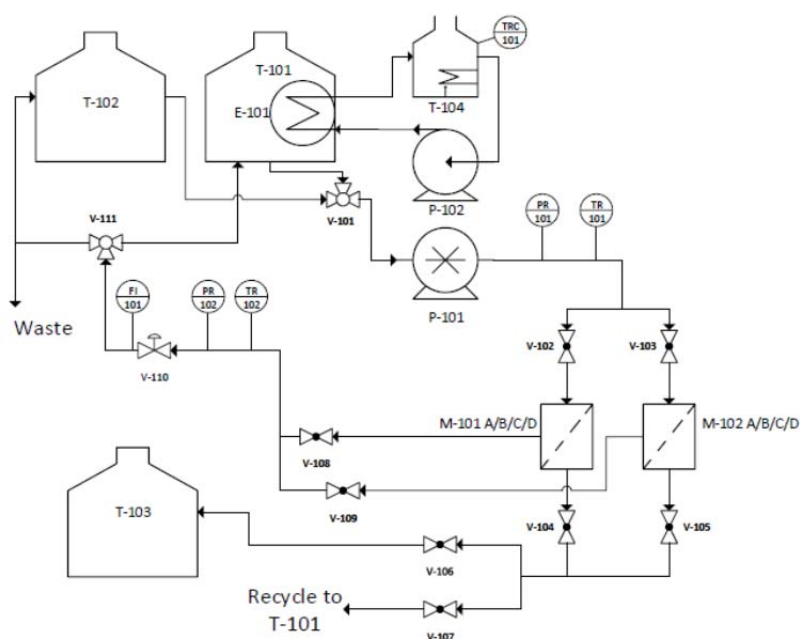 TRC
101
T-101
T-102
E-101
T-104
P-102
V-111
V-101
PR
101
TR
101
P-101
Waste
FI
101
PR
102
TR
102
V-110
V-102
V-103
M-101 A/B/C/D
M-102 A/B/C/D
V-108
V-109
T-103
V-104
V-105
V-106
Recycle to
T-101
V-107